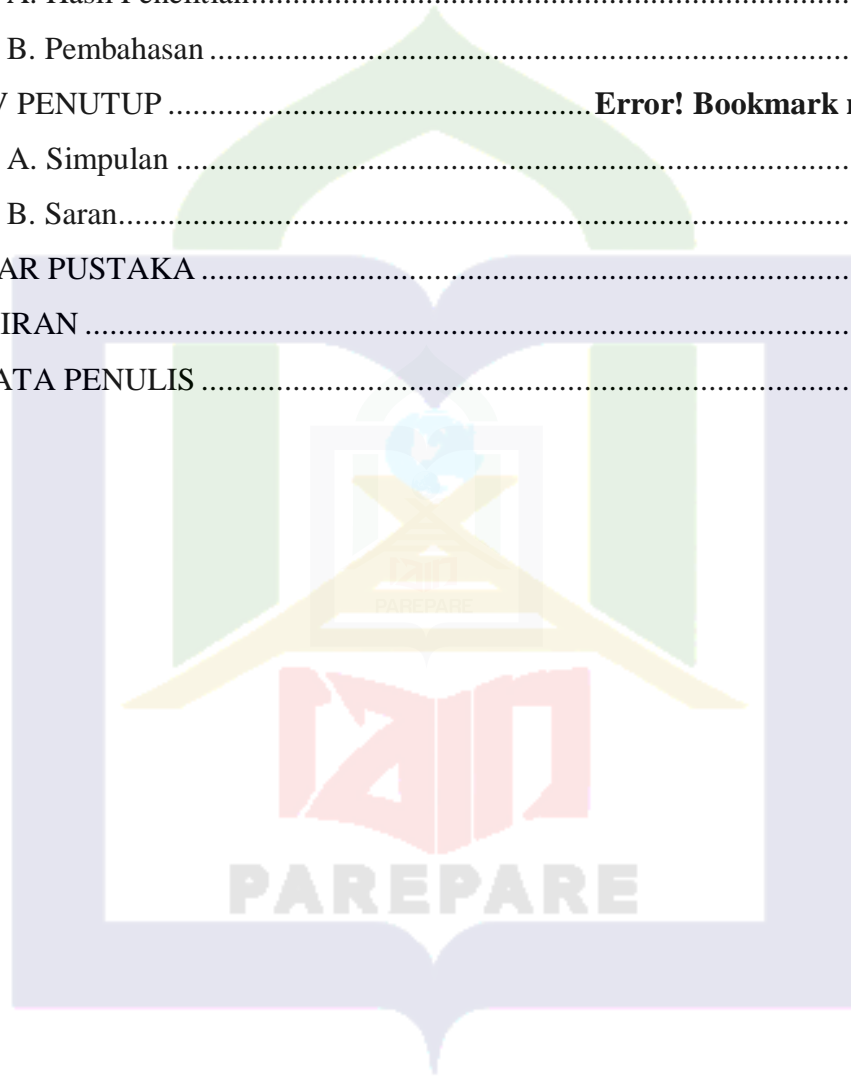 A. Hasil Penelitian..........................................................................................
B. Pembahasan ................................................................................................
V PENUTUP ....................................................Error! Bookmark
A. Simpulan ....................................................................................................
B. Saran............................................................................................................
AR PUSTAKA ..................................................................................................
IRAN ..................................................................................................................
ATA PENULIS ..................................................................................................
PAREPARE
PAREPARE